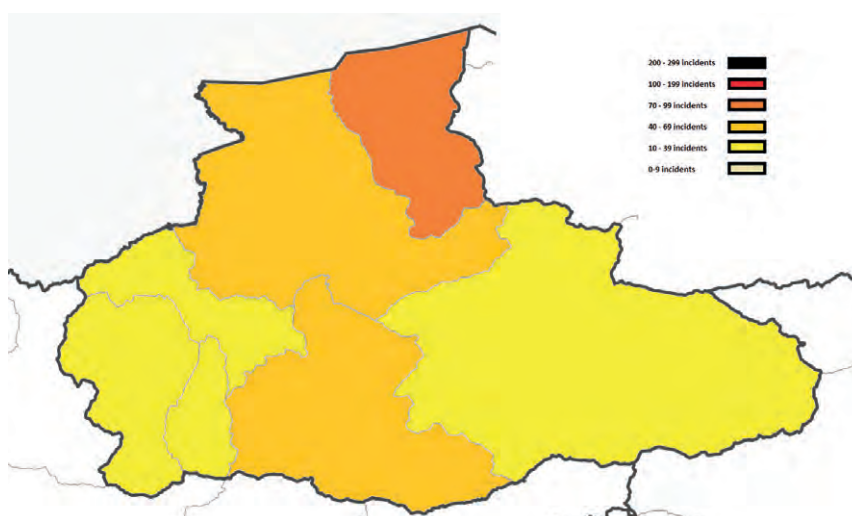 200 - 299 incidents
100 - 199 incidents
70 - 99 incidents
40 - 69 incidents
10 - 39 incidents
0-9 incidents